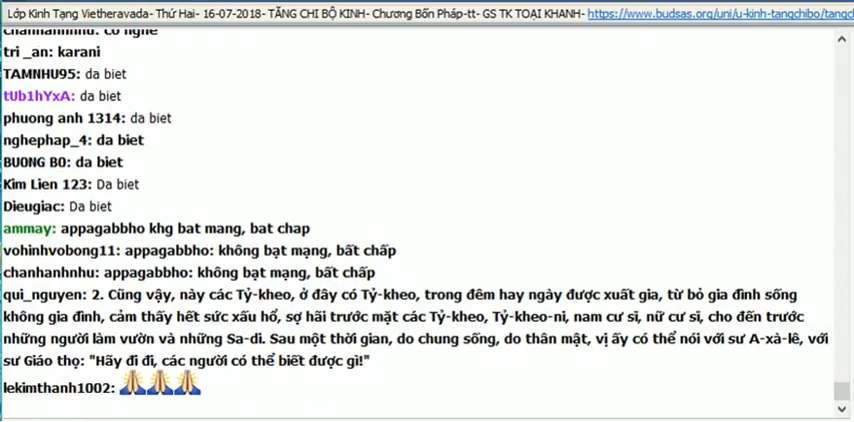 Lớp Kinh Tạng Vietheravada- Thứ Hai- 16-07-2018- TĂNG CHI BỘ KINH- Chương Bốn Pháp-tt- GS TK TOẠI KHANH- https://www.budsas.org/uni/u-kinh-tangchibo/tangch
chanhanhnhu: co nghe
tri _an: karani
TAMNHU95: da biet
tUb1hYxA: da biet
phuong anh 1314: da biet
nghephap_4: da biet
BUONG BO: da biet
Kim Lien 123: Da biet
Dieugiac: Da biet
ammay: appagabbho khg bat mang, bat chap
vohinhvobong11: appagabbho: không bạt mạng, bất chấp
chanhanhnhu: appagabbho: không bạt mạng, bất chấp
qui_nguyen: 2. Cũng vậy, này các Tỷ-kheo, ở đây có Tỷ-kheo, trong đêm hay ngày được xuất gia, từ bỏ gia đình sống
không gia đình, cảm thấy hết sức xấu hổ, sợ hãi trước mặt các Tỷ-kheo, Tỷ-kheo-ni, nam cư sĩ, nữ cư sĩ, cho đến trước
những người làm vườn và những Sa-di. Sau một thời gian, do chung sống, do thân mật, vị ấy có thể nói với sư A-xà-lê, với
sư Giáo thọ: "Hãy đi đi, các người có thể biết được gì!"
lekimthanh1002: 🙏🙏🙏